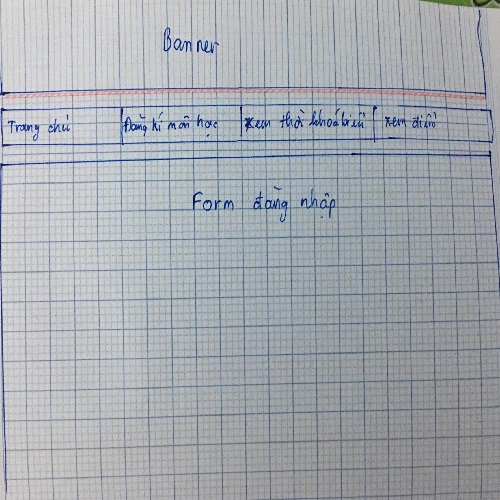 Banner
Trang chủ
Đăng kí môn học
Xem thời khoá biểu
Xem điểm
Form đăng nhập